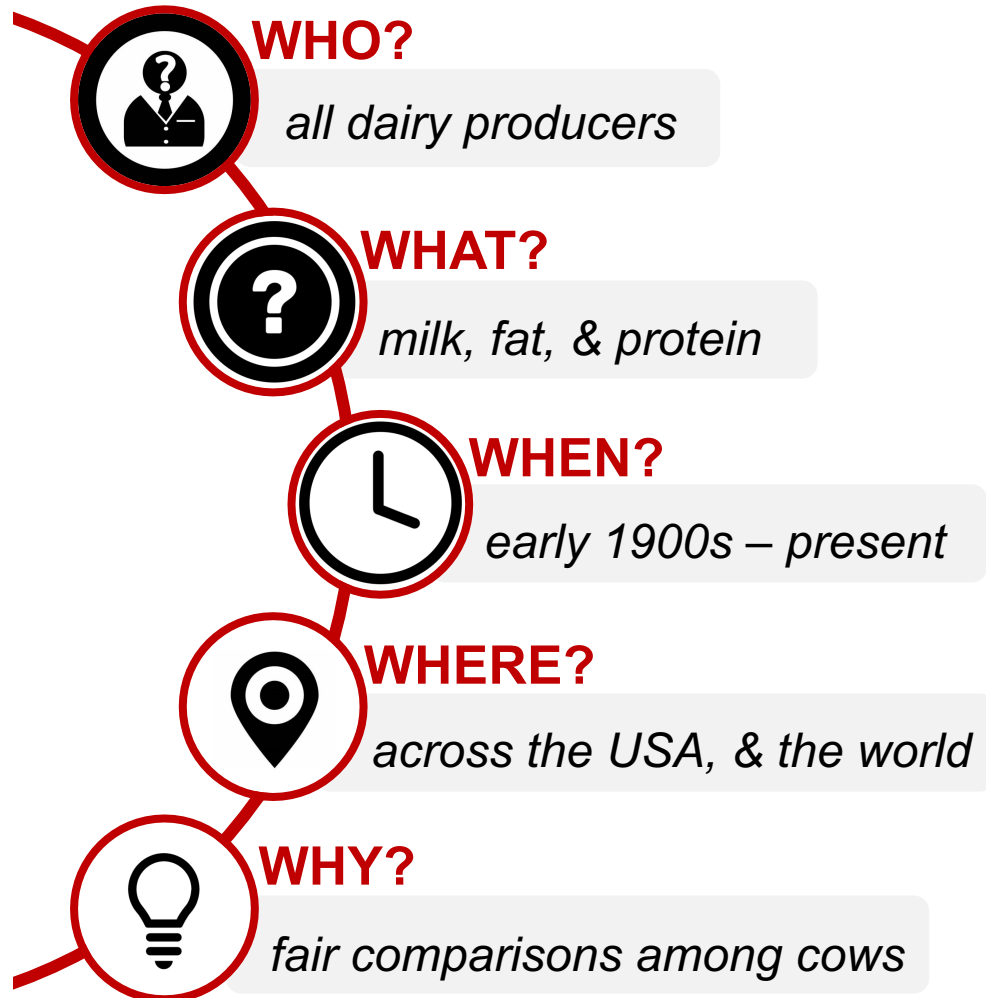 WHO?
all dairy producers
WHAT?
milk, fat, & protein
WHEN?
early 1900s – present
WHERE?
across the USA, & the world
WHY?
fair comparisons among cows